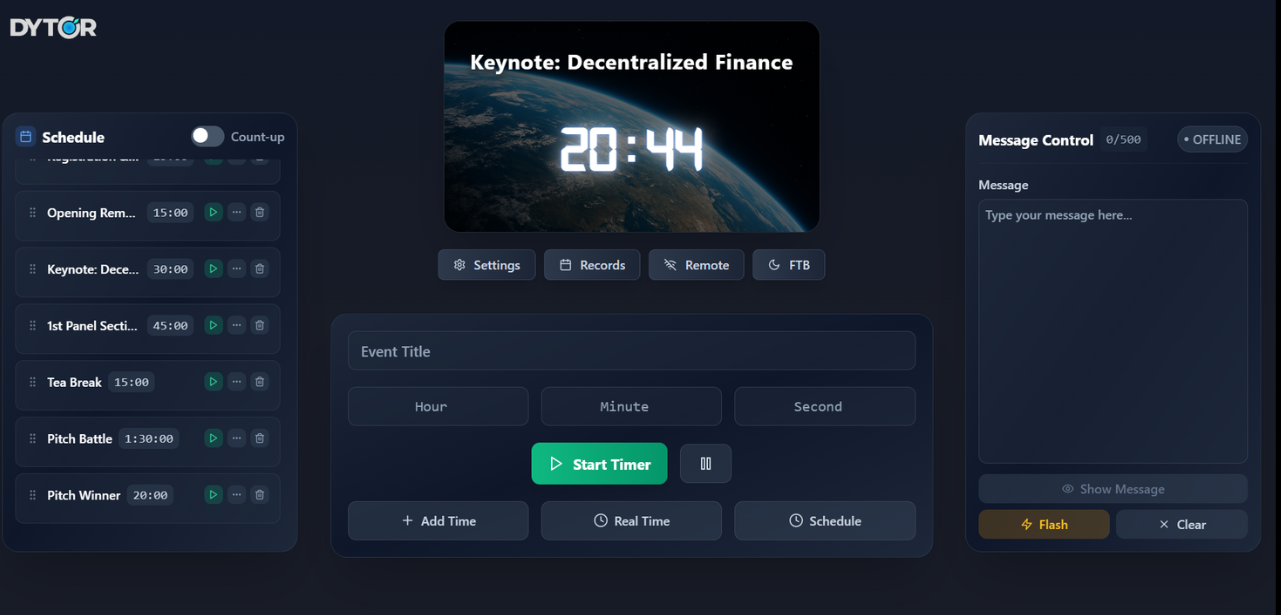 DYTOR
Keynote: Decentralized Finance
20:44
Settings
Records
Remote
FTB
Schedule
Count-up
Opening Rem... 15:00
Keynote: Dece... 30:00
1st Panel Secti... 45:00
Tea Break 15:00
Pitch Battle 1:30:00
Pitch Winner 20:00
Event Title
Hour
Minute
Second
Start Timer
Add Time
Real Time
Schedule
Message Control 0/500 • OFFLINE
Message
Type your message here...
Show Message
Flash
Clear